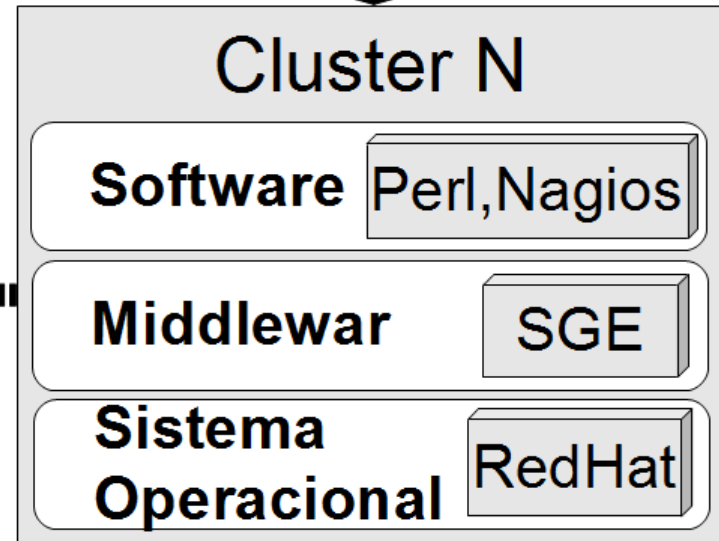 Cluster N
Software Perl,Nagios
Middlewar SGE
Sistema
Operacional RedHat